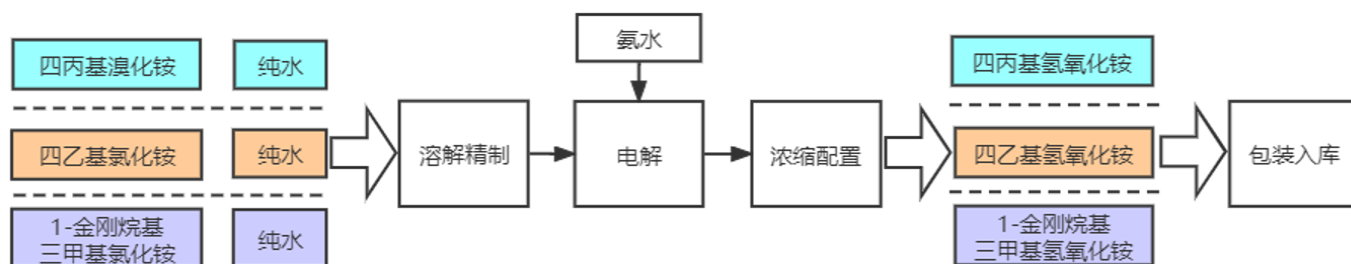 氨水
四丙基溴化铵 纯水
四丙基氢氧化铵
四乙基氯化铵 纯水
溶解精制
电解
浓缩配置
四乙基氢氧化铵
包装入库
1-金刚烷基
三甲基氯化铵
纯水
1-金刚烷基
三甲基氢氧化铵